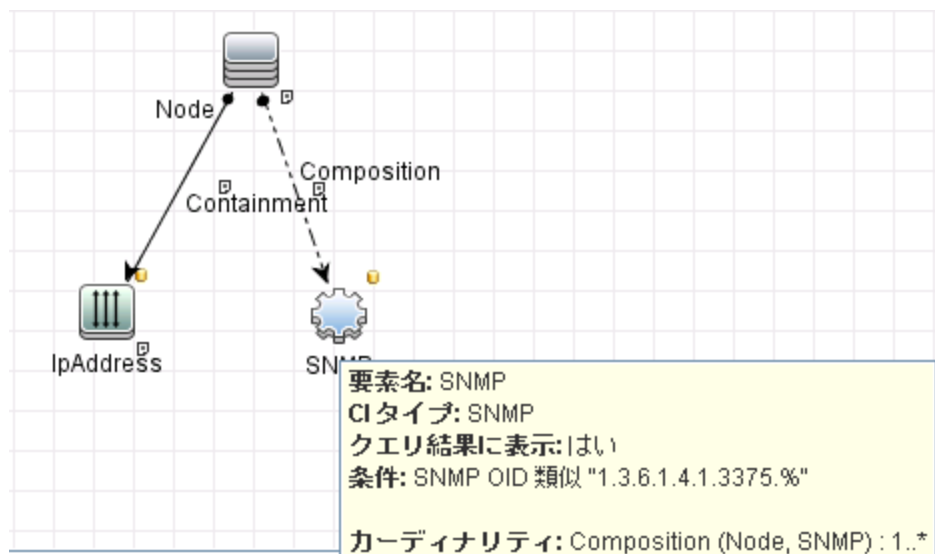 Node
Composition
Containment
IpAddress
SNMP
要素名: SNMP
CIタイプ: SNMP
クエリ結果に表示: はい
条件: SNMP OID 類似 "1.3.6.1.4.1.3375.%"
カーディナリティ: Composition (Node, SNMP) : 1..*